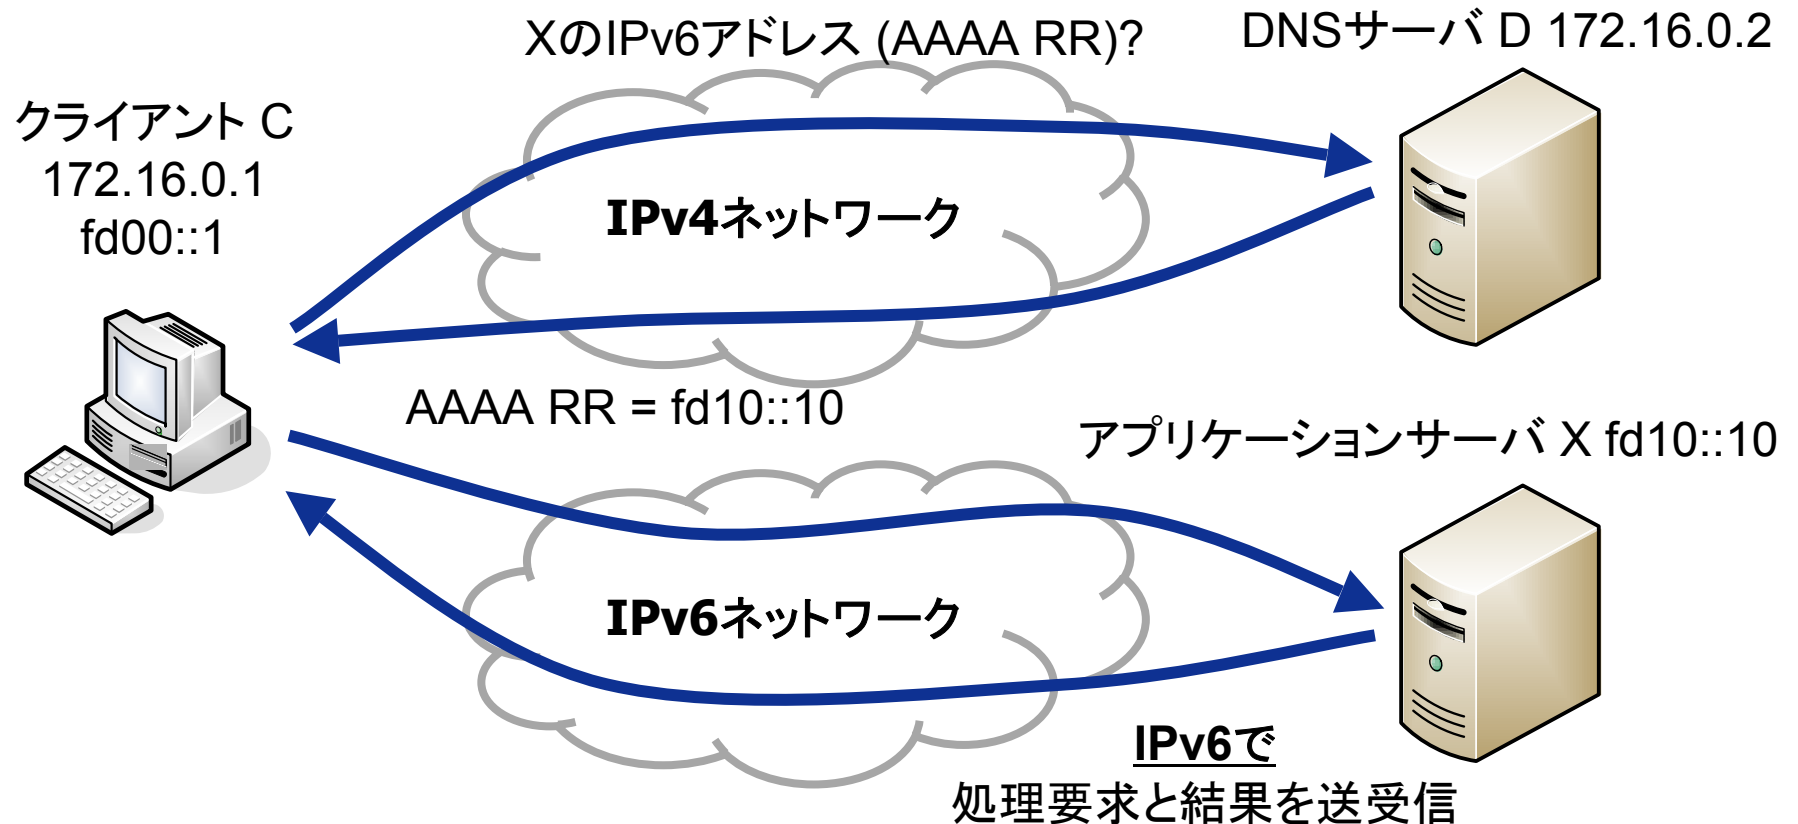 XのIPv6アドレス (AAAA RR)?
DNSサーバ D 172.16.0.2
クライアント C
172.16.0.1
fd00::1
IPv4ネットワーク
AAAA RR = fd10::10
アプリケーションサーバ X fd10::10
IPv6ネットワーク
IPv6で
処理要求と結果を送受信